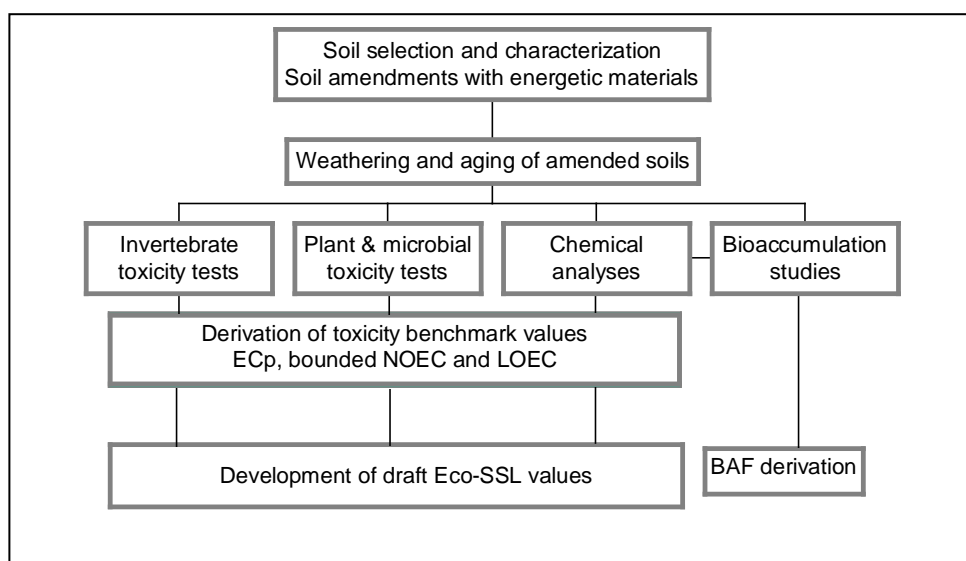 Soil selection and characterization
Soil amendments with energetic materials
Weathering and aging of amended soils
Invertebrate
toxicity tests
Plant & microbial
toxicity tests
Chemical
analyses
Bioaccumulation
studies
Derivation of toxicity benchmark values
ECp, bounded NOEC and LOEC
Development of draft Eco-SSL values
BAF derivation